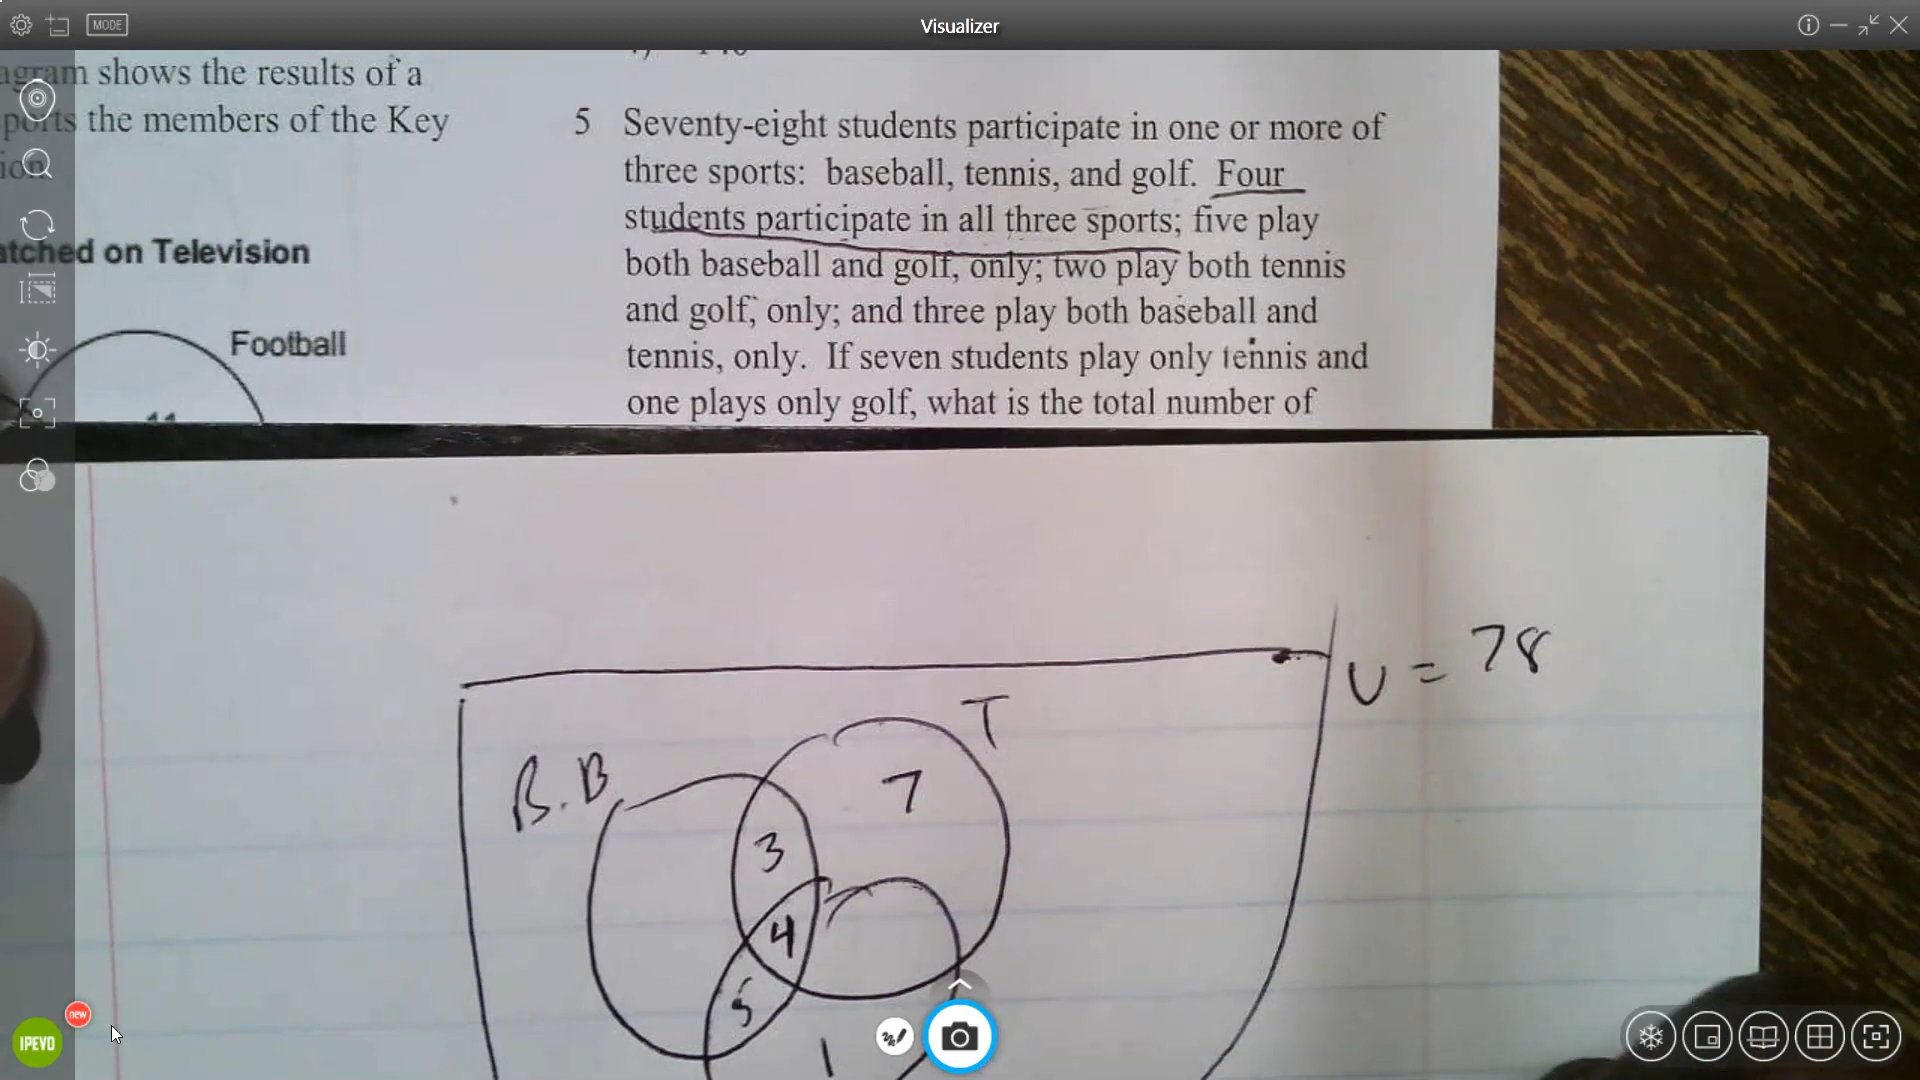 MODE
Visualizer
agram shows the results of a
ports the members of the Key
ion
atched on Television
Football
5 Seventy-eight students participate in one or more of
three sports: baseball, tennis, and golf. Four
students participate in all three sports; five play
both baseball and golf, only; two play both tennis
and golf, only; and three play both baseball and
tennis, only. If seven students play only tennis and
one plays only golf, what is the total number of
U = 78
T
B.B
7
3
4
5
1
new
IPEVO